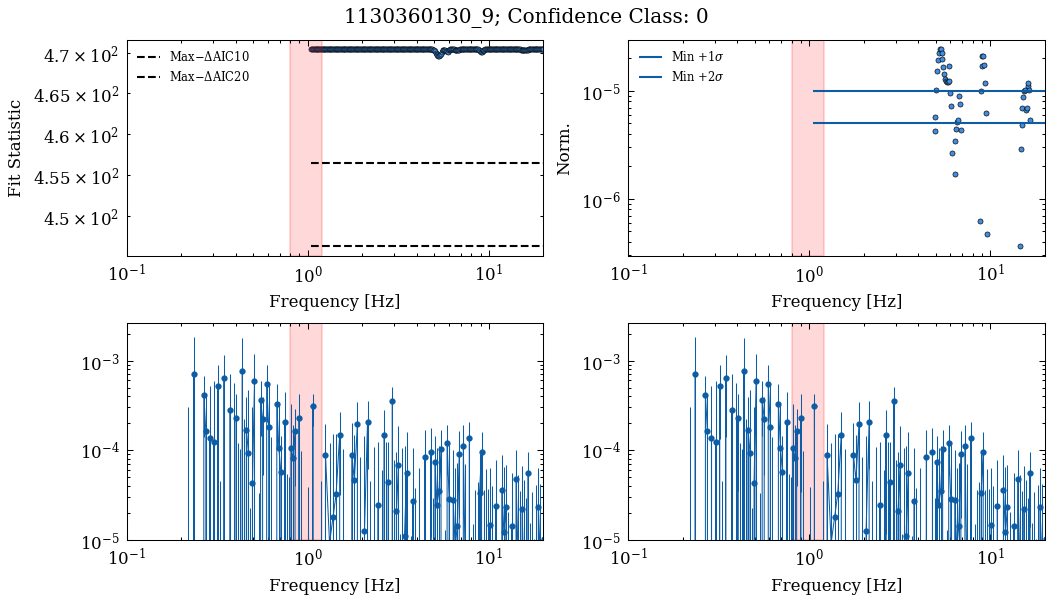 1130360130_9; Confidence Class: 0
4.7 × 10²
4.65 × 10²
4.6 × 10²
4.55 × 10²
4.5 × 10²
Fit Statistic
Max−ΔAIC10
Max−ΔAIC20
10⁻¹ 10⁰ 10¹
Frequency [Hz]
10⁻⁵
10⁻⁶
Norm.
Min +1σ
Min +2σ
10⁻¹ 10⁰ 10¹
Frequency [Hz]
10⁻³
10⁻⁴
10⁻⁵
10⁻¹ 10⁰ 10¹
Frequency [Hz]
10⁻³
10⁻⁴
10⁻⁵
10⁻¹ 10⁰ 10¹
Frequency [Hz]